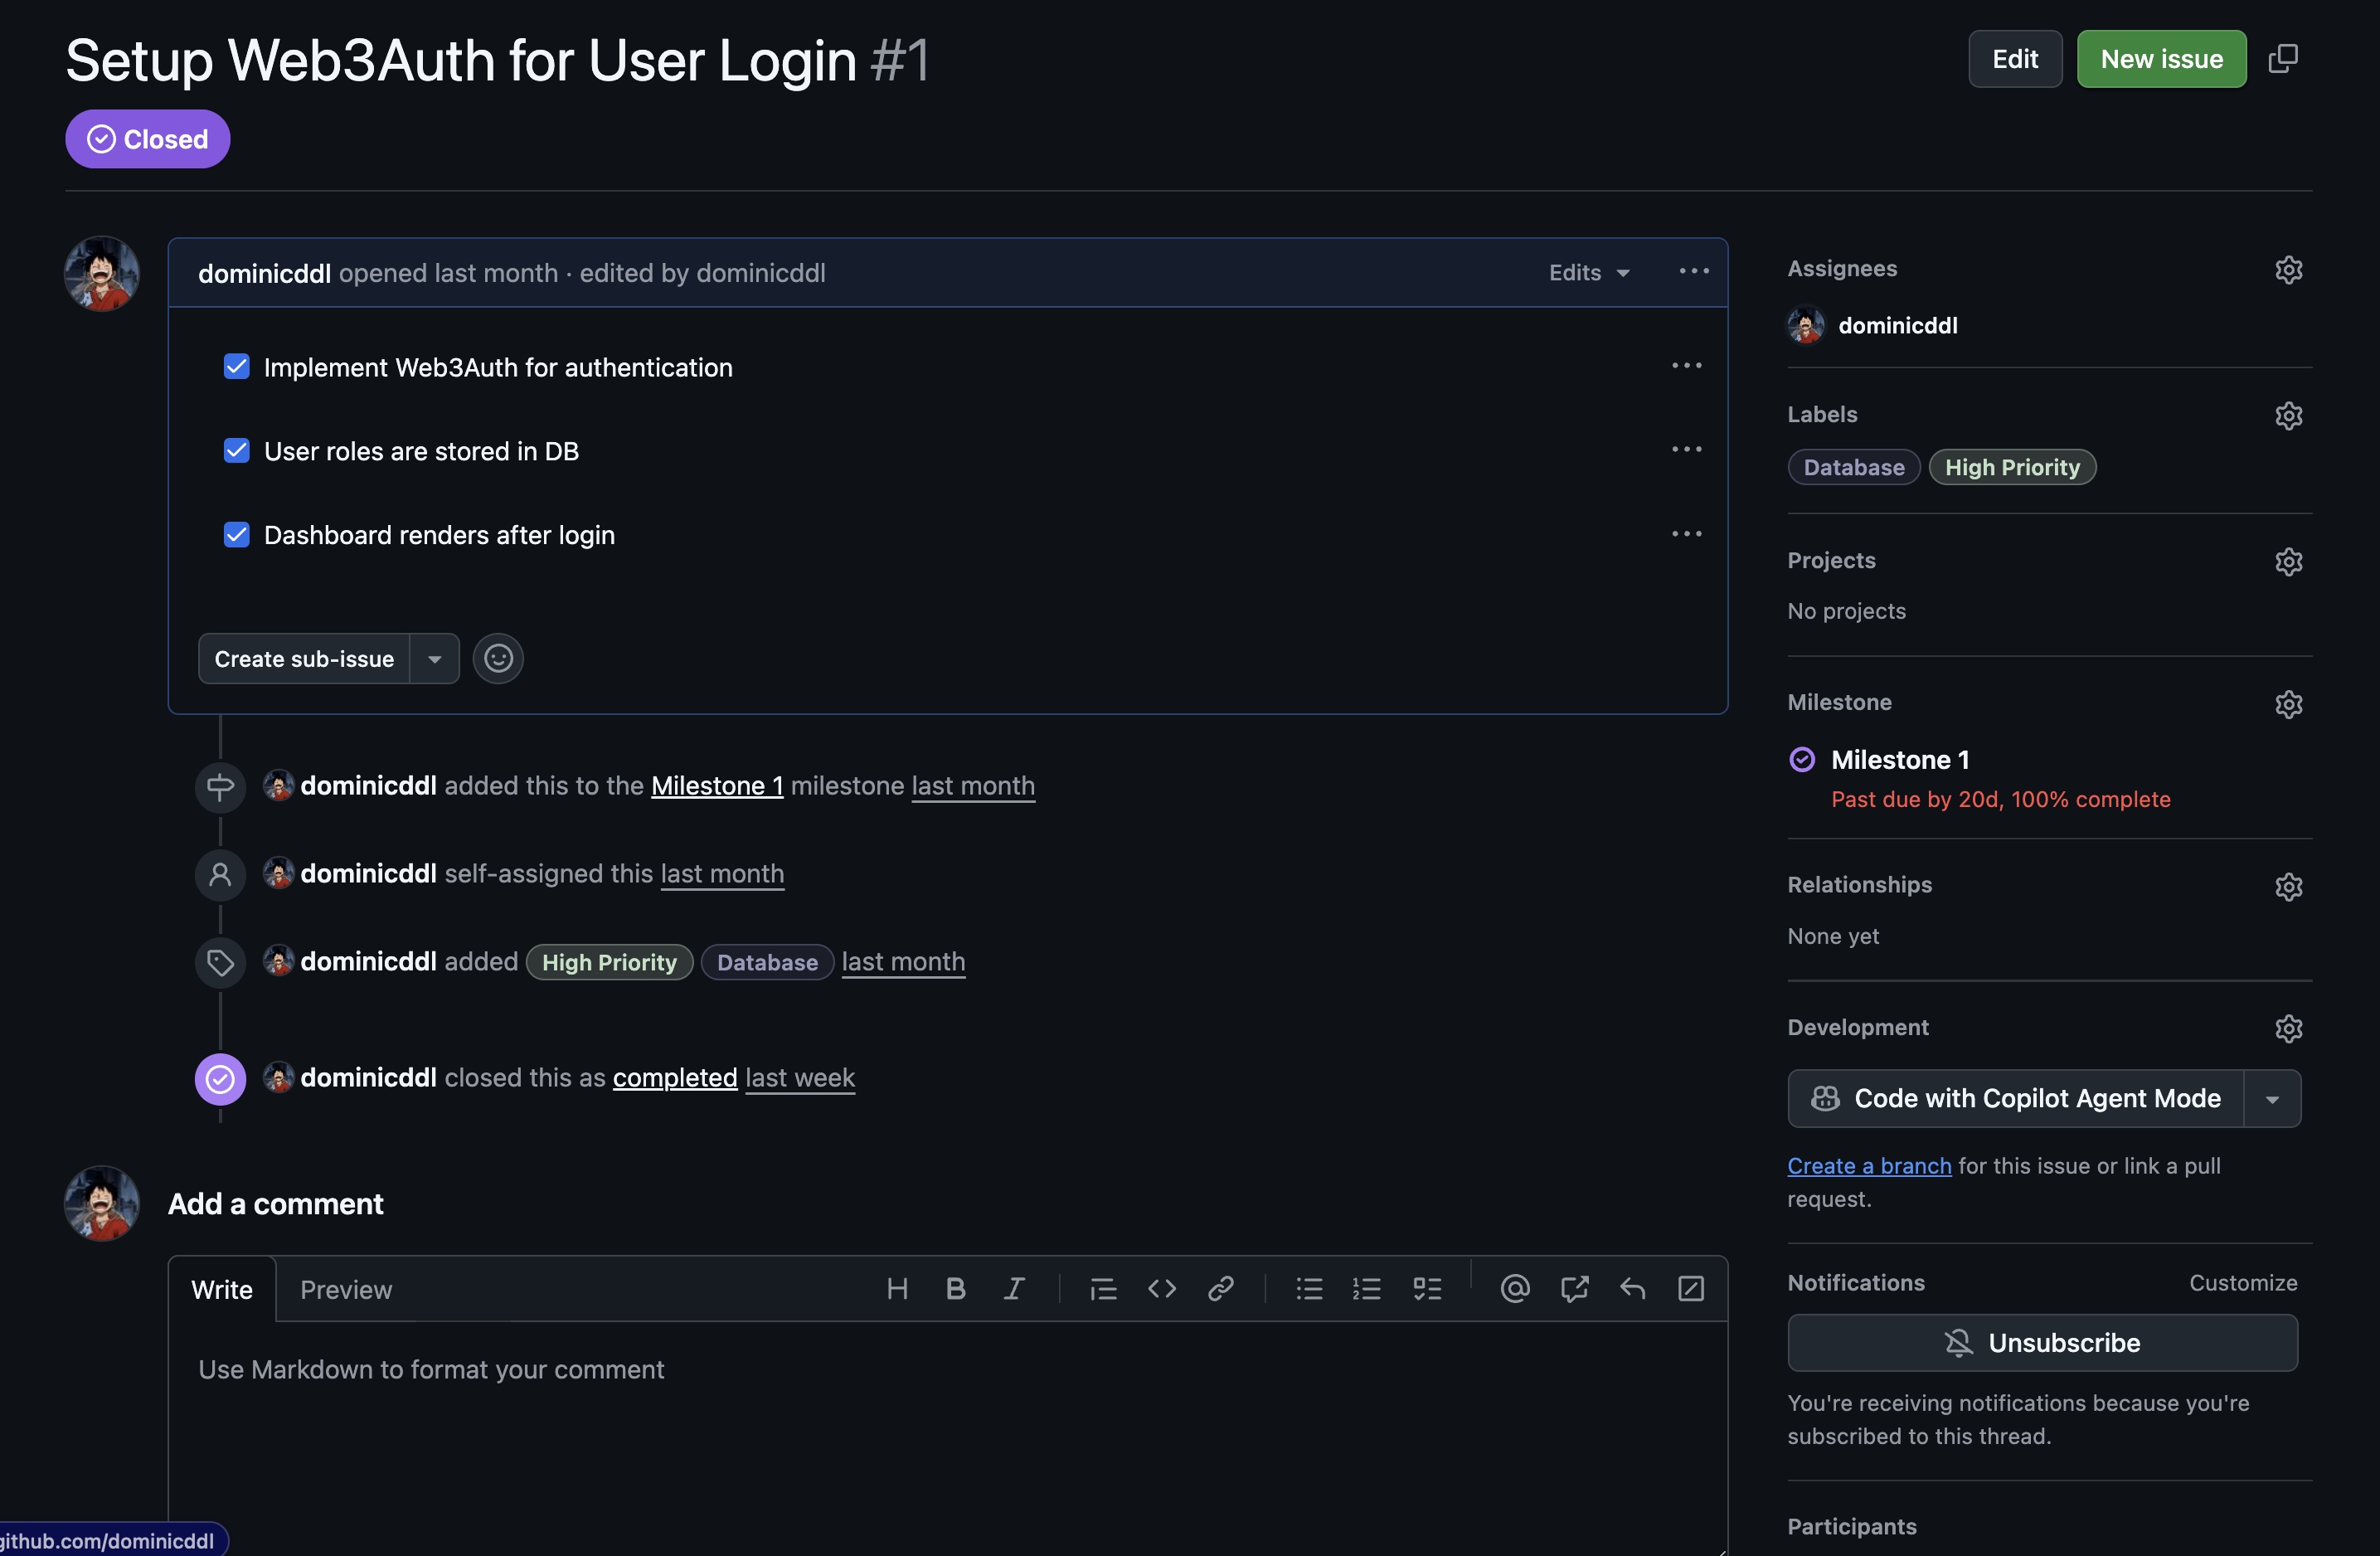 Setup Web3Auth for User Login #1
Edit
New issue
Closed
dominicddl opened last month · edited by dominicddl
Edits
Implement Web3Auth for authentication
User roles are stored in DB
Dashboard renders after login
Create sub-issue
dominicddl added this to the Milestone 1 milestone last month
dominicddl self-assigned this last month
dominicddl added High Priority Database last month
dominicddl closed this as completed last week
Add a comment
Write
Preview
Use Markdown to format your comment
github.com/dominicddl
Assignees
dominicddl
Labels
Database
High Priority
Projects
No projects
Milestone
Milestone 1
Past due by 20d, 100% complete
Relationships
None yet
Development
Code with Copilot Agent Mode
Create a branch for this issue or link a pull
request.
Notifications
Customize
Unsubscribe
You're receiving notifications because you're
subscribed to this thread.
Participants